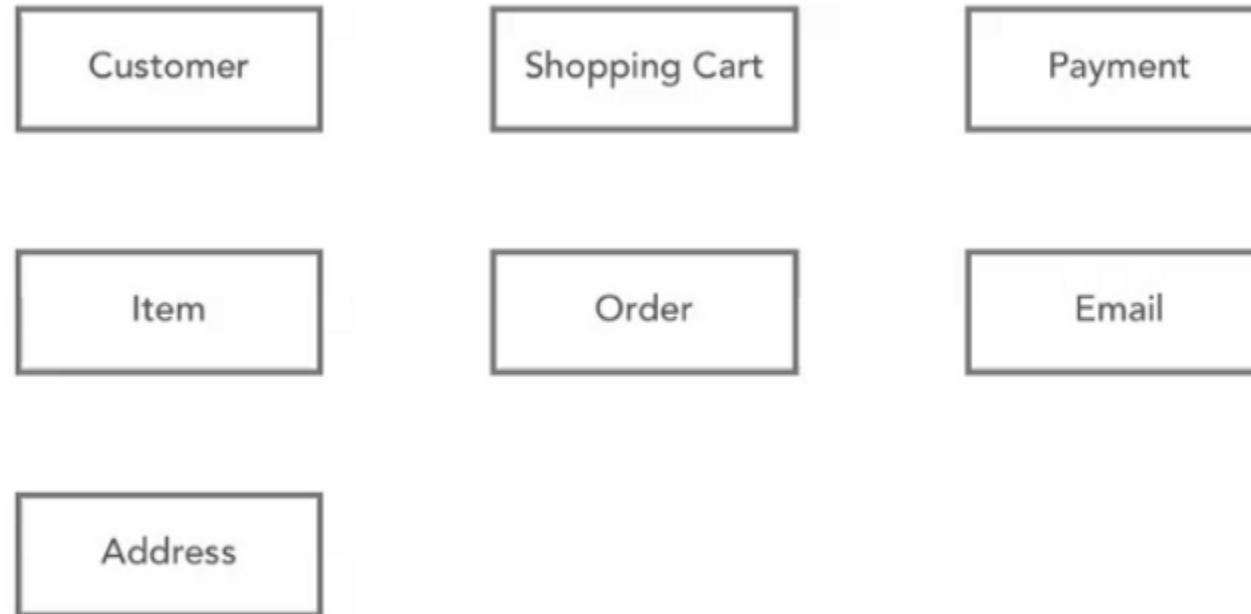 Customer
Shopping Cart
Payment
Item
Order
Email
Address